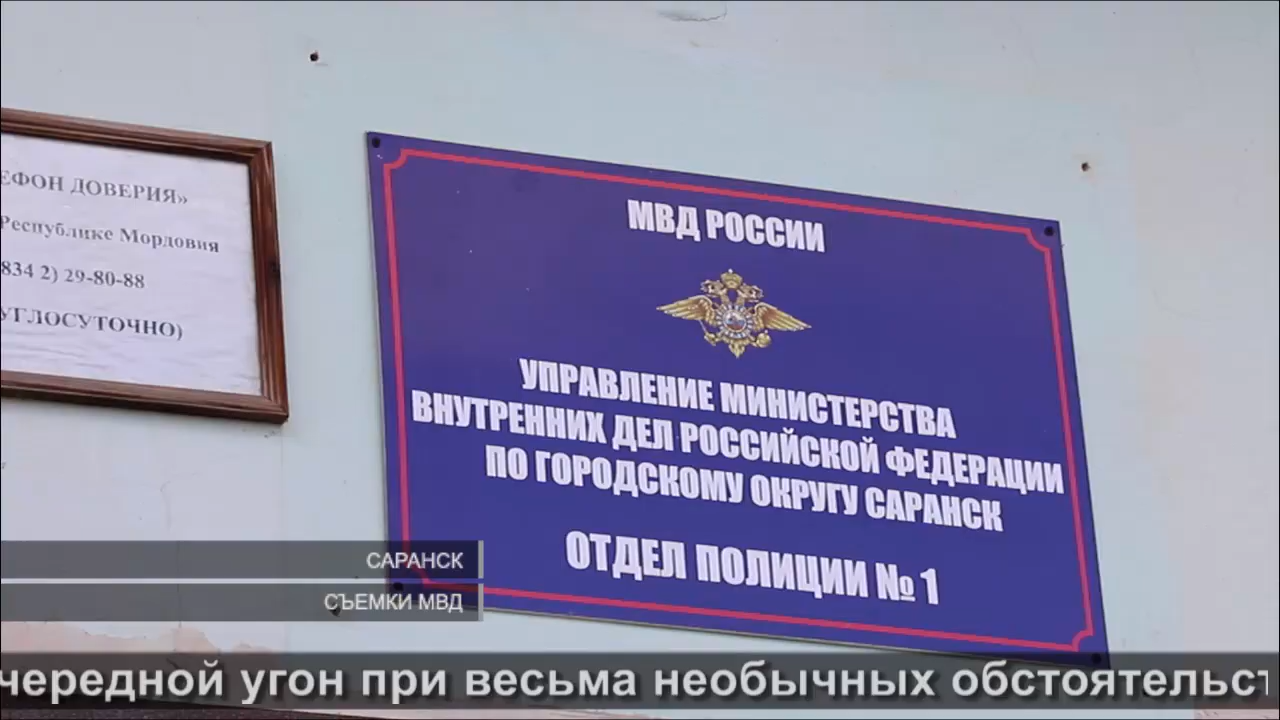 ЕФОН ДОВЕРИЯ»
Республике Мордовия
834 2) 29-80-88
УГЛОСУТОЧНО)
МВД РОССИИ
УПРАВЛЕНИЕ МИНИСТЕРСТВА
ВНУТРЕННИХ ДЕЛ РОССИЙСКОЙ ФЕДЕРАЦИИ
ПО ГОРОДСКОМУ ОКРУГУ САРАНСК
ОТДЕЛ ПОЛИЦИИ № 1
САРАНСК
СЪЕМКИ МВД
чередной угон при весьма необычных обстоятельст